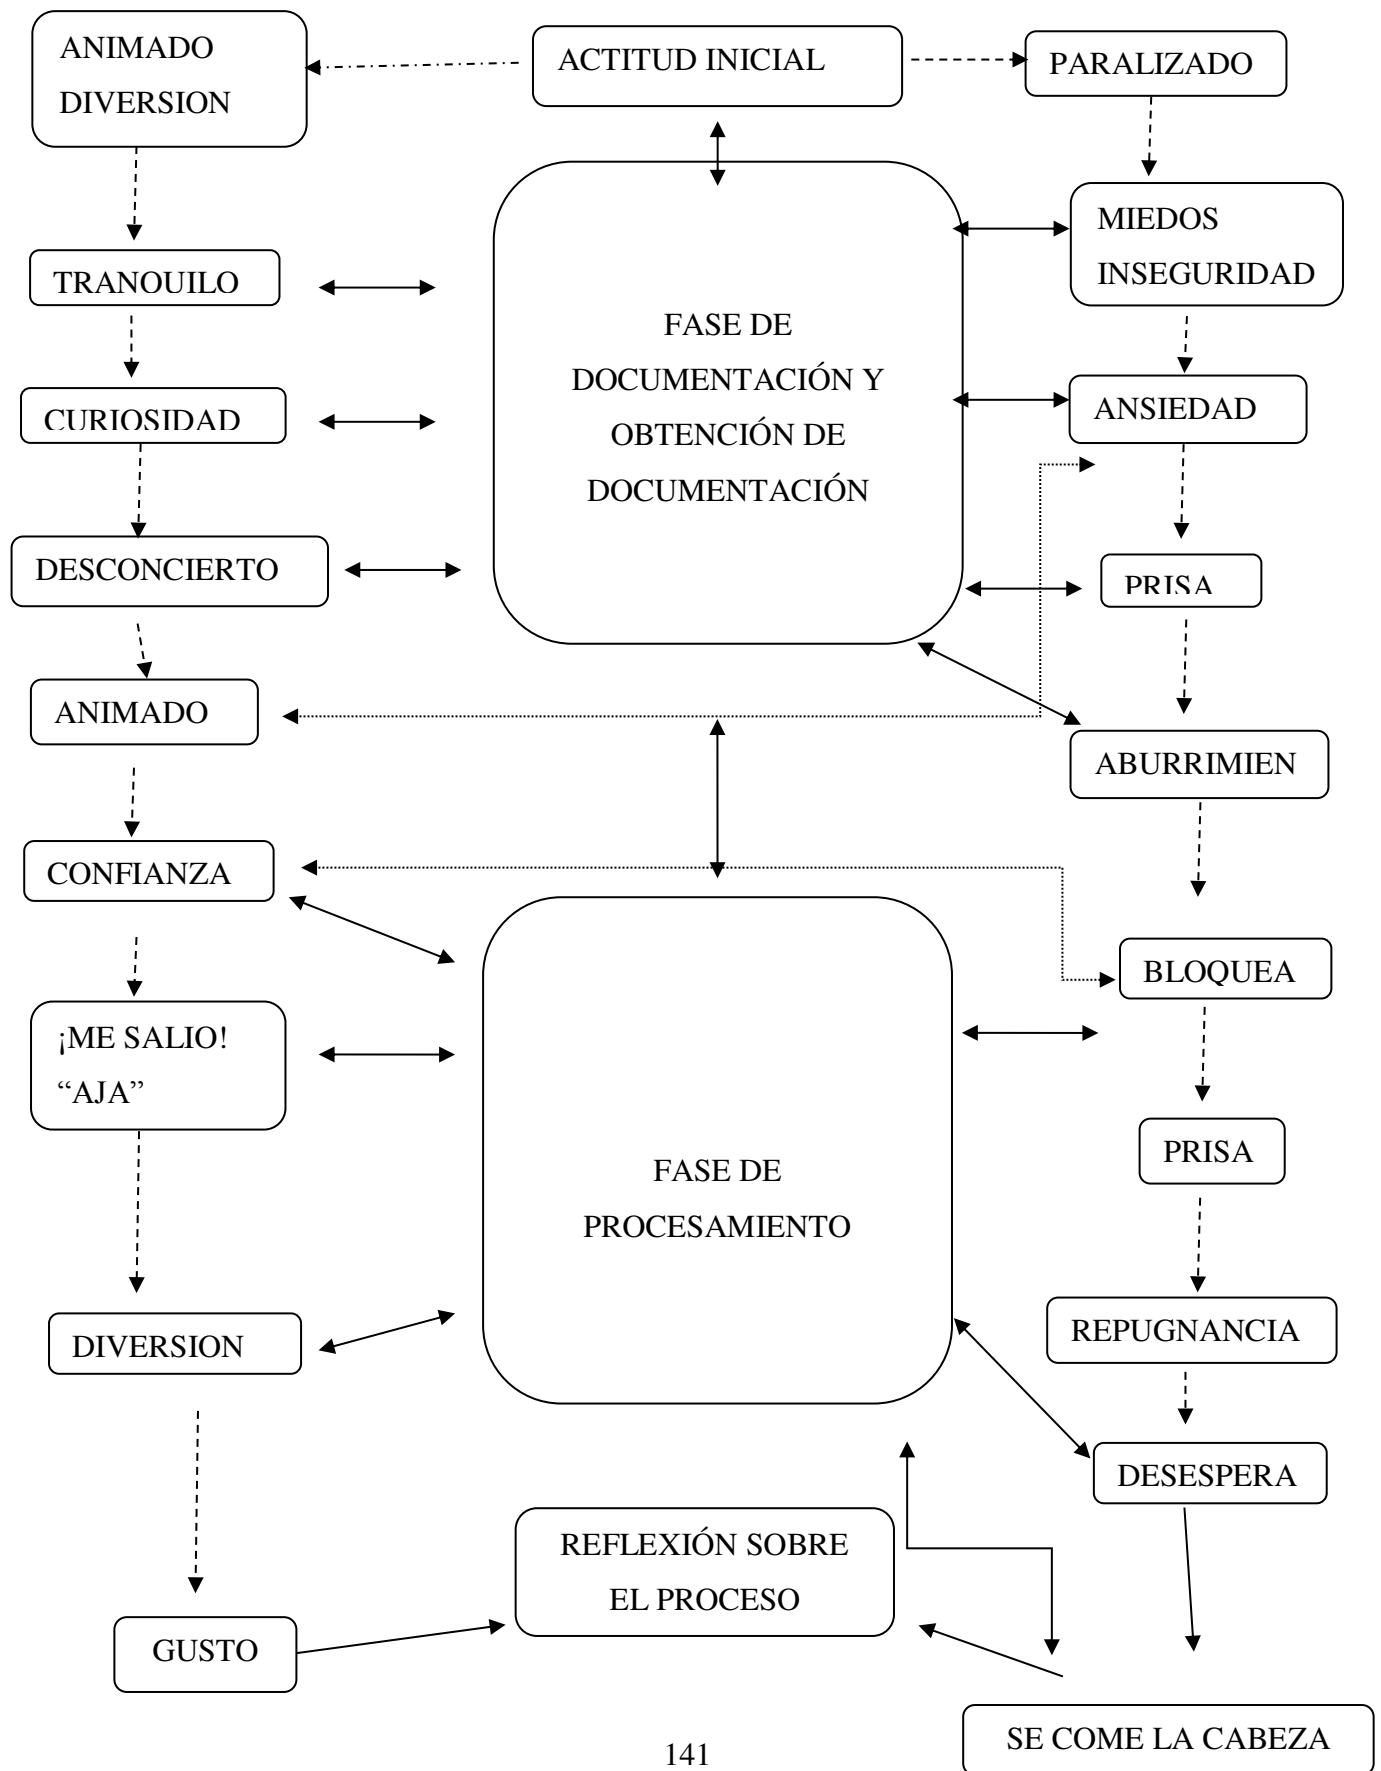 ANIMADO
DIVERSION
ACTITUD INICIAL
PARALIZADO
MIEDOS
INSEGURIDAD
TRANQUILO
FASE DE
DOCUMENTACIÓN Y
OBTENCIÓN DE
DOCUMENTACIÓN
CURIOSIDAD
ANSIEDAD
DESCONCIERTO
PRISA
ANIMADO
ABURRIMIEN
CONFIANZA
BLOQUEA
¡ME SALIO!
“AJA”
FASE DE
PROCESAMIENTO
PRISA
DIVERSION
REPUGNANCIA
DESESPERA
REFLEXIÓN SOBRE
EL PROCESO
GUSTO
SE COME LA CABEZA
141